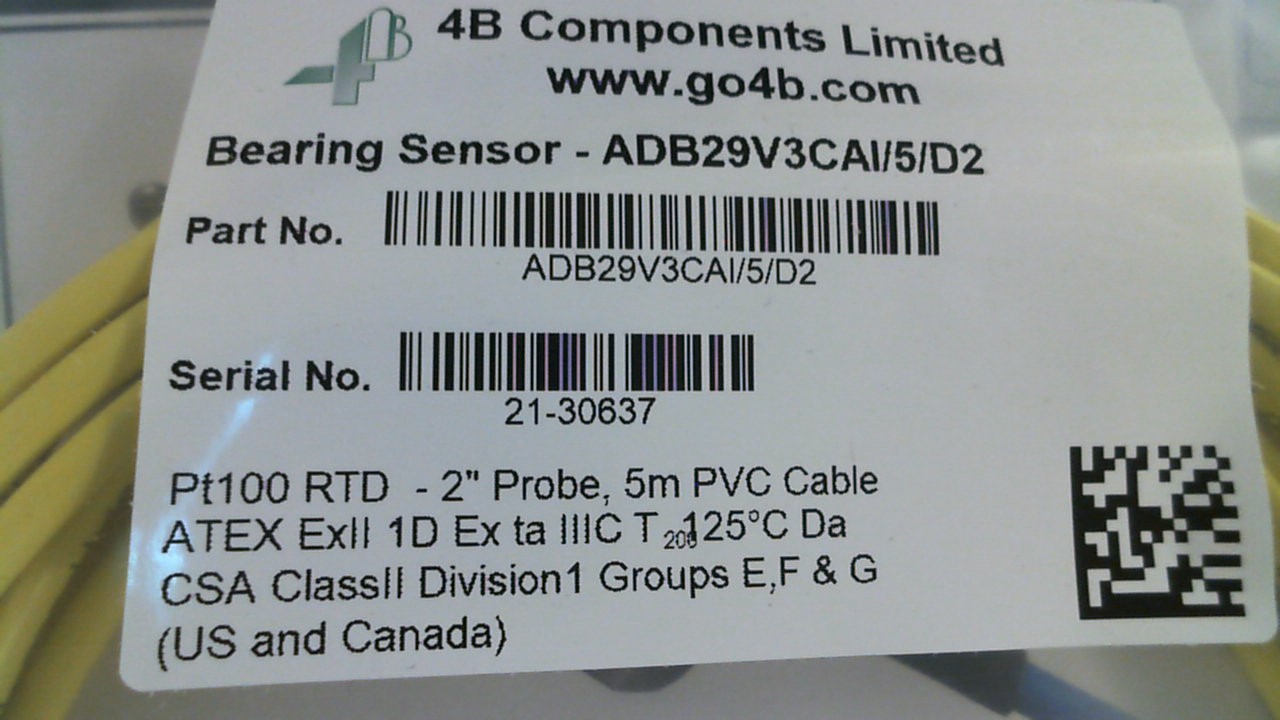 4B
4B Components Limited
www.go4b.com
Bearing Sensor - ADB29V3CAI/5/D2
Part No.
ADB29V3CAI/5/D2
Serial No.
21-30637
Pt100 RTD - 2" Probe, 5m PVC Cable
ATEX ExII 1D Ex ta IIIC T 200125°C Da
CSA ClassII Division1 Groups E,F & G
(US and Canada)